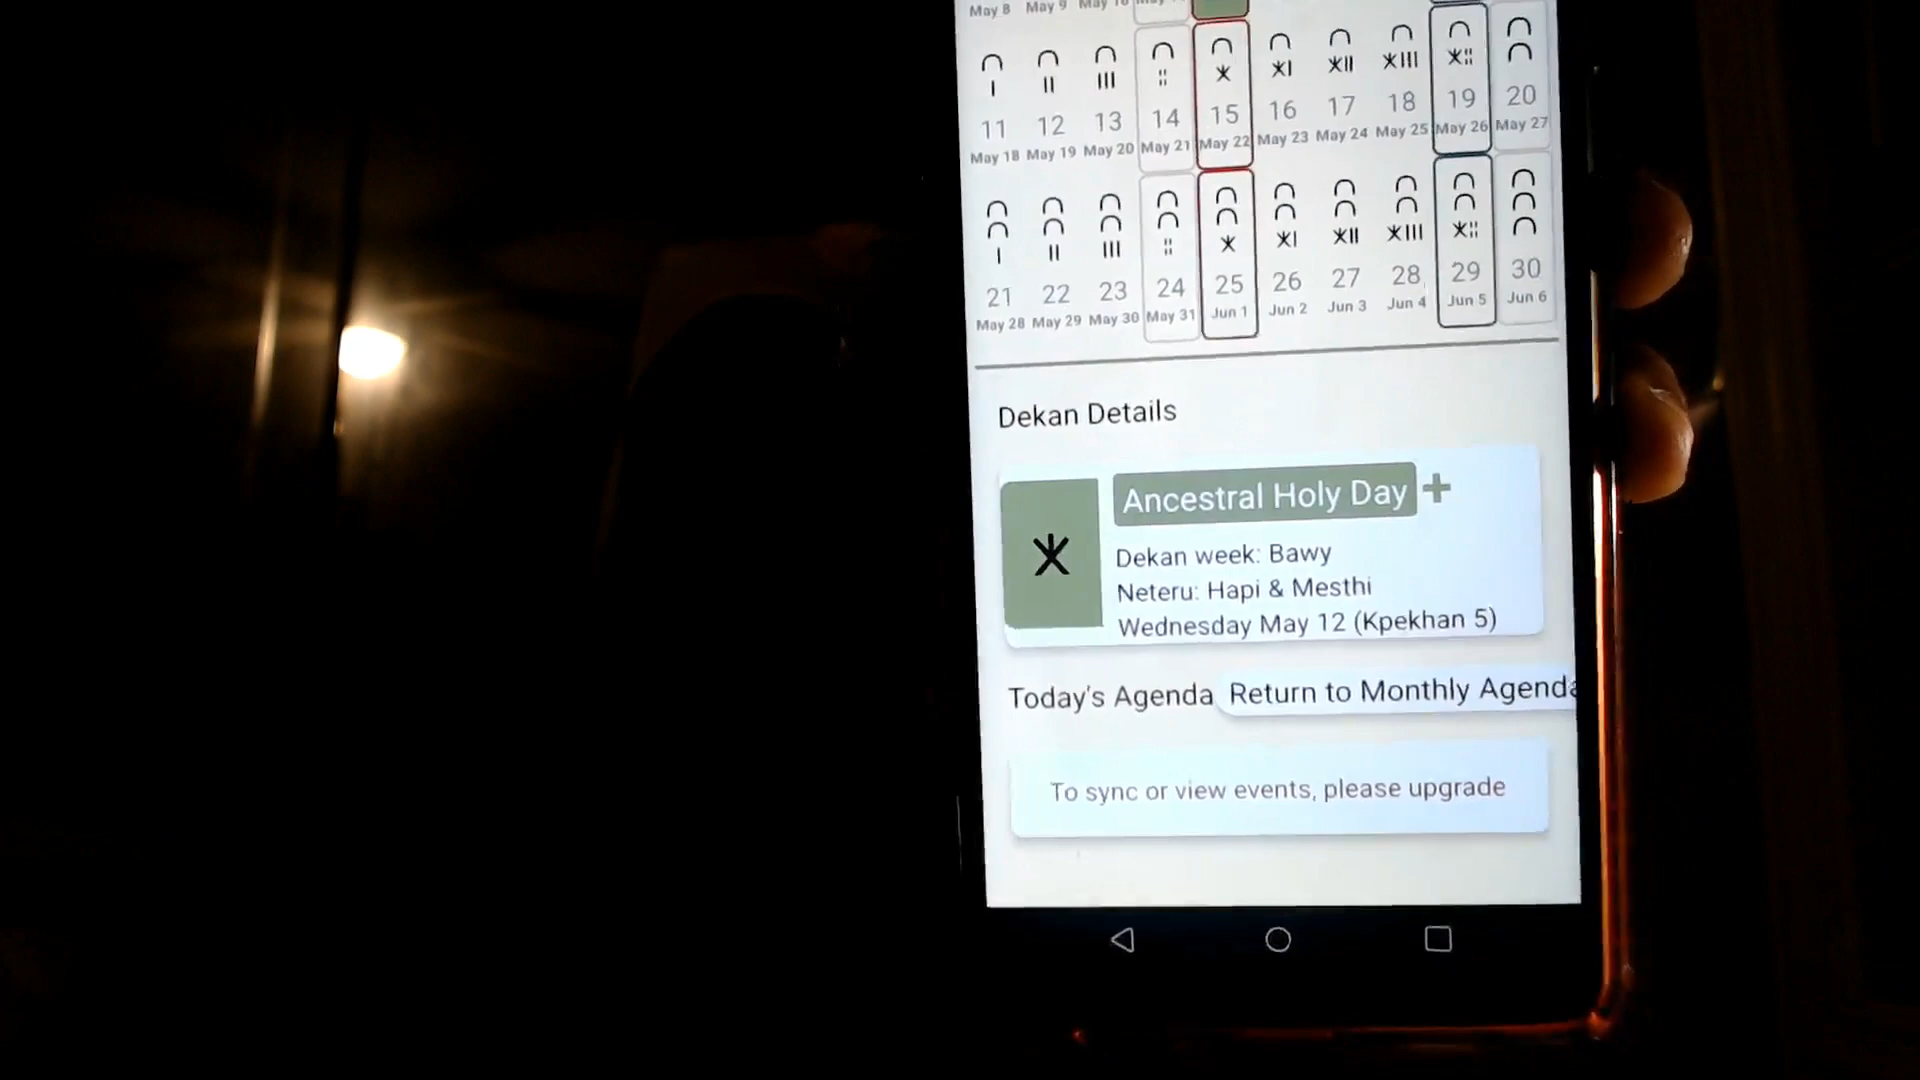 May 8 May 9 May 10
11 12 13 14 15 16 17 18 19 20
May 18 May 19 May 20 May 21 May 22 May 23 May 24 May 25 May 26 May 27
21 22 23 24 25 26 27 28 29 30
May 28 May 29 May 30 May 31 Jun 1 Jun 2 Jun 3 Jun 4 Jun 5 Jun 6
Dekan Details
Ancestral Holy Day +
Dekan week: Bawy
Neteru: Hapi & Mesthi
Wednesday May 12 (Kpekhan 5)
Today's Agenda Return to Monthly Agenda
To sync or view events, please upgrade